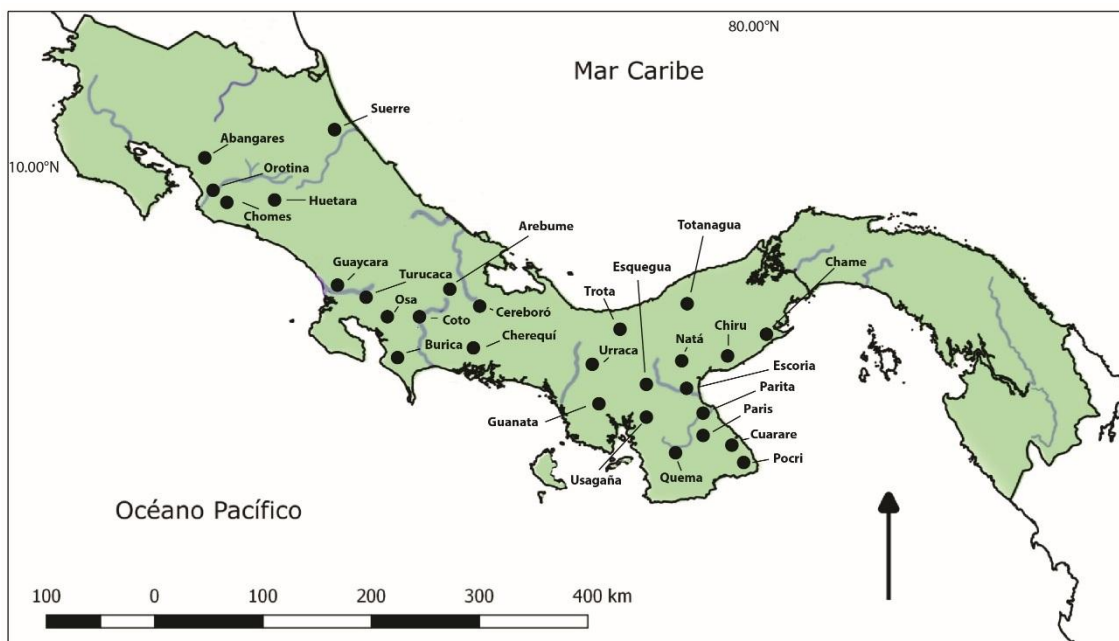 80.00°N
Mar Caribe
Suerre
Abangares
10.00°N
Orotina
Huetara
Chomes
Arebume
Totanagua
Guaycara
Turucaca
Esquegua
Chame
Trota
Osa
Coto
Cereboró
Cherequí
Burica
Urraca
Natá
Chiru
Escoria
Parita
Guanata
Paris
Cuarare
Usagaña
Quema
Pocri
Océano Pacífico
100 0 100 200 300 400 km